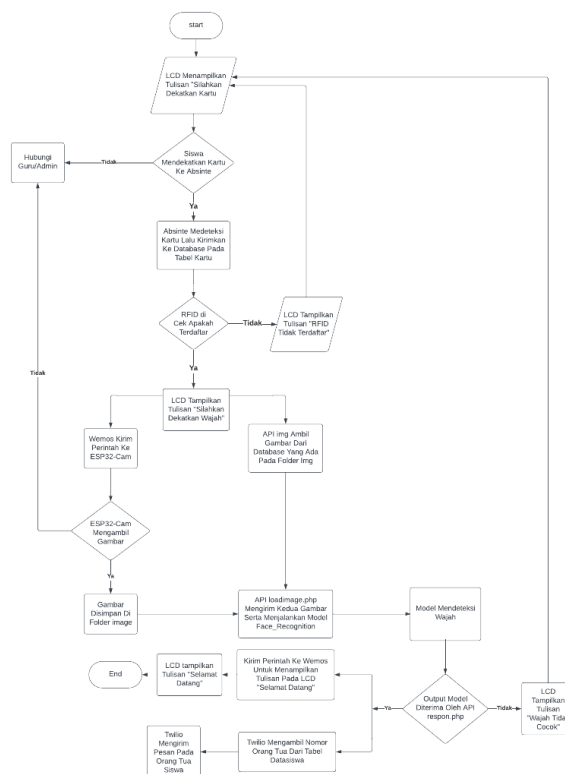 start
LCD Menampilkan
Tulisan "Silahkan
Dekatkan Kartu
Siswa
Mendekatkan Kartu
Ke Absinte
Tidak
Hubungi
Guru/Admin
Ya
Absinte Medeteksi
Kartu Lalu Kirimkan
Ke Database Pada
Tabel Kartu
RFID di
Cek Apakah
Terdaftar
Tidak
LCD Tampilkan
Tulisan "RFID
Tidak Terdaftar"
Ya
Tidak
LCD Tampilkan
Tulisan "Silahkan
Dekatkan Wajah"
Wemos Kirim
Perintah Ke
ESP32-Cam
API img Ambil
Gambar Dari
Database Yang Ada
Pada Folder Img
ESP32-Cam
Mengambil
Gambar
Ya
Gambar
Disimpan Di
Folder image
API loadimage.php
Mengirim Kedua Gambar
Serta Menjalankan Model
Face_Recognition
Model Mendeteksi
Wajah
End
LCD tampilkan
Tulisan "Selamat
Datang"
Kirim Perintah Ke Wemos
Untuk Menampilkan
Tulisan Pada LCD
"Selamat Datang"
Ya
Output Model
Diterima Oleh API
respon.php
Tidak
LCD
Tampilkan
Tulisan
"Wajah Tida
Cocok"
Twilio
Mengirim
Pesan Pada
Orang Tua
Siswa
Twilio Mengambil Nomor
Orang Tua Dari Tabel
Datasiswa